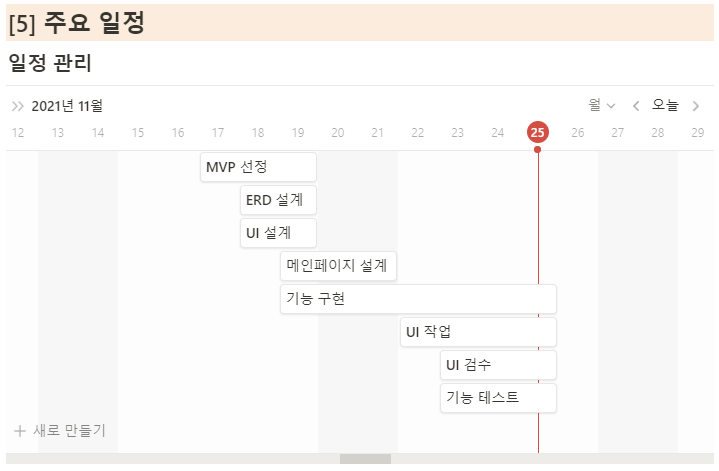 [5] 주요 일정
일정 관리
2021년 11월 월 오늘
12 13 14 15 16 17 18 19 20 21 22 23 24 25 26 27 28 29
MVP 선정
ERD 설계
UI 설계
메인페이지 설계
기능 구현
UI 작업
UI 검수
기능 테스트
+ 새로 만들기